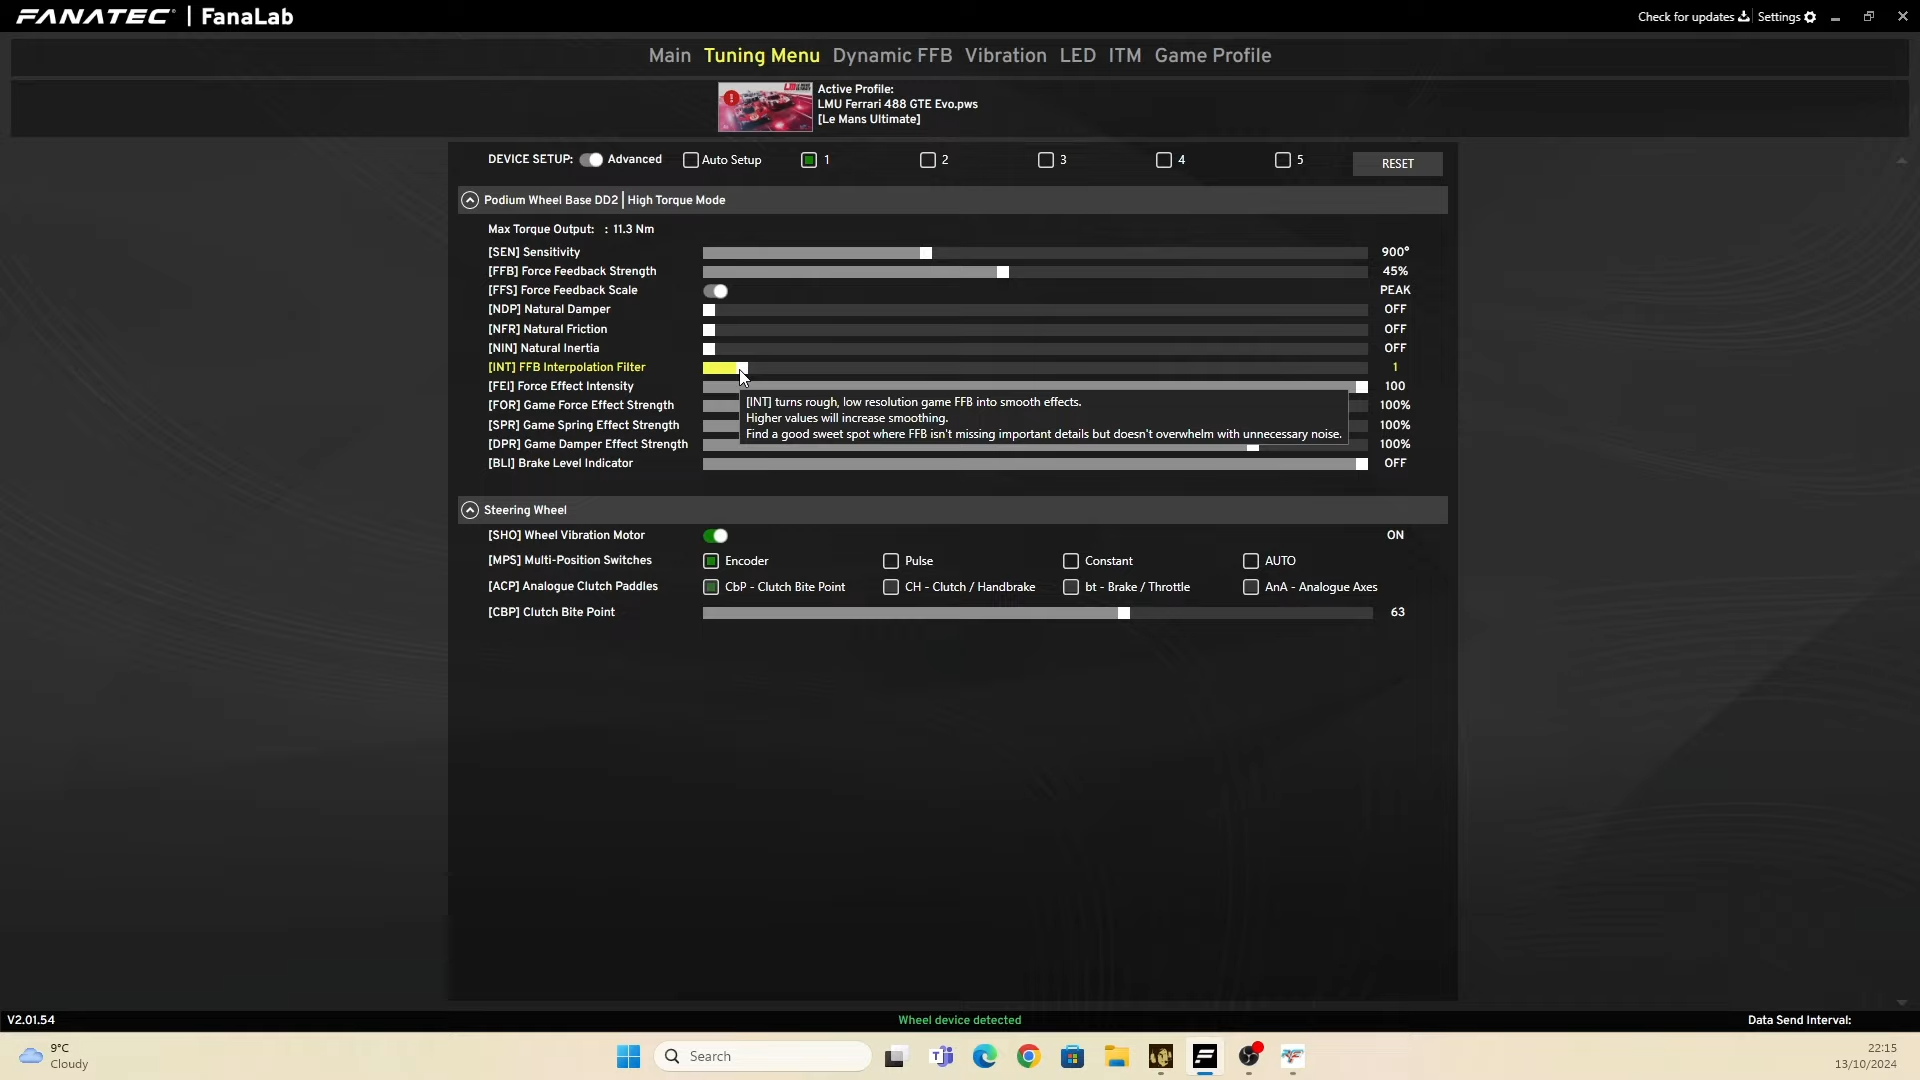 FANATEC | FanaLab
Check for updates Settings
Main Tuning Menu Dynamic FFB Vibration LED ITM Game Profile
Active Profile:
LMU Ferrari 488 GTE Evo.pws
[Le Mans Ultimate]
DEVICE SETUP: Advanced Auto Setup 1 2 3 4 5 RESET
Podium Wheel Base DD2 | High Torque Mode
Max Torque Output: : 11.3 Nm
[SEN] Sensitivity 900°
[FFB] Force Feedback Strength 45%
[FFS] Force Feedback Scale PEAK
[NDP] Natural Damper OFF
[NFR] Natural Friction OFF
[NIN] Natural Inertia OFF
[INT] FFB Interpolation Filter 1
[FEI] Force Effect Intensity 100
[FOR] Game Force Effect Strength 100%
[SPR] Game Spring Effect Strength 100%
[DPR] Game Damper Effect Strength 100%
[BLI] Brake Level Indicator OFF
[INT] turns rough, low resolution game FFB into smooth effects.
Higher values will increase smoothing.
Find a good sweet spot where FFB isn't missing important details but doesn't overwhelm with unnecessary noise.
Steering Wheel
[SHO] Wheel Vibration Motor ON
[MPS] Multi-Position Switches Encoder Pulse Constant AUTO
[ACP] Analogue Clutch Paddles CbP - Clutch Bite Point CH - Clutch / Handbrake bt - Brake / Throttle AnA - Analogue Axes
[CBP] Clutch Bite Point 63
V2.01.54 Wheel device detected Data Send Interval:
9°C
Cloudy
Search
22:15
13/10/2024